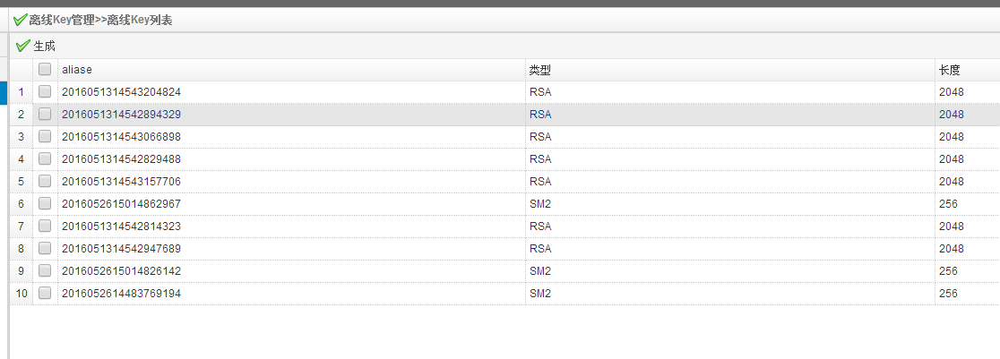 离线Key管理>>离线Key列表
生成
aliase 类型 长度
1 2016051314543204824 RSA 2048
2 2016051314542894329 RSA 2048
3 2016051314543066898 RSA 2048
4 2016051314542829488 RSA 2048
5 2016051314543157706 RSA 2048
6 2016052615014862967 SM2 256
7 2016051314542814323 RSA 2048
8 2016051314542947689 RSA 2048
9 2016052615014826142 SM2 256
10 2016052614483769194 SM2 256